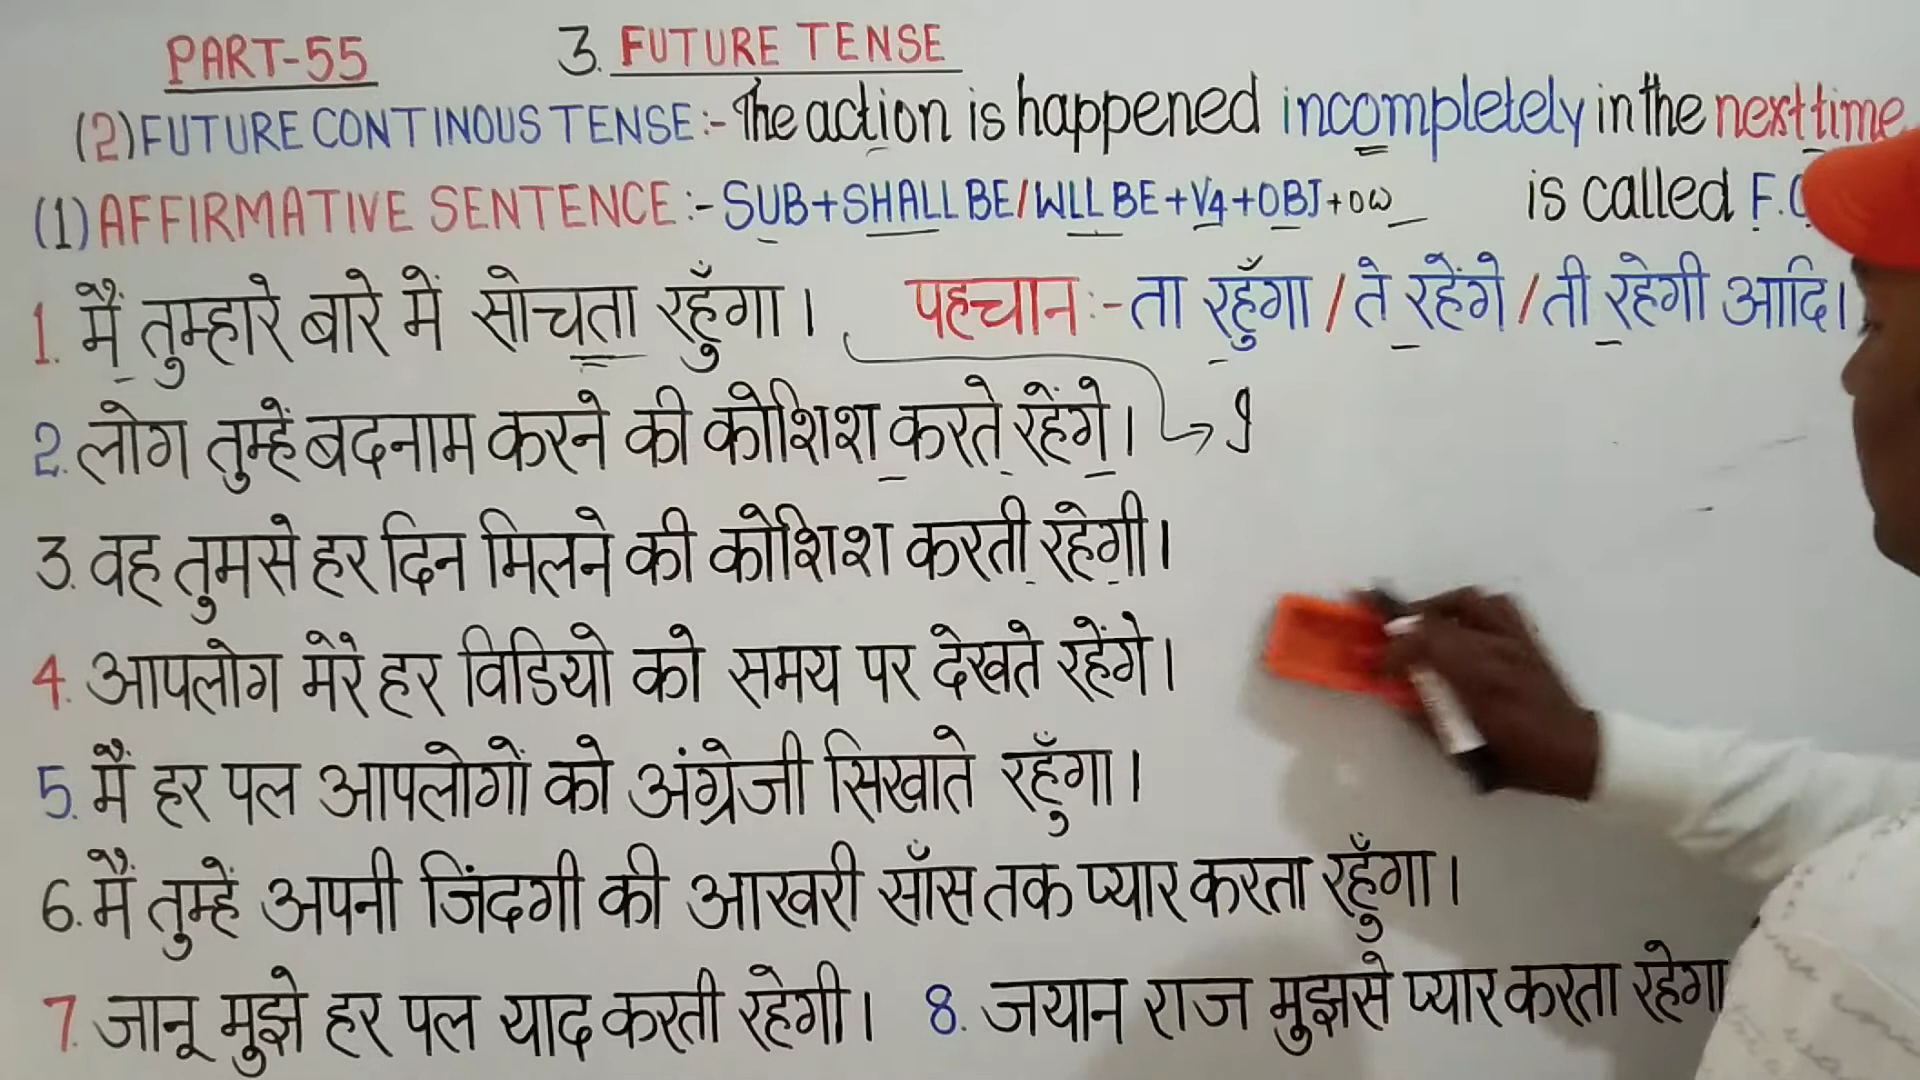 PART-55 3. FUTURE TENSE
(2) FUTURE CONTINOUS TENSE:- The action is happened incompletely in the next time
is called F.C
(1) AFFIRMATIVE SENTENCE:- SUB+SHALL BE/WLL BE+V4+OBJ+OW
1. मैं तुम्हारे बारे में सोचता रहुँगा। पहचान:- ता रहुँगा / ते रहेंगे / ती रहेगी आदि।
2. लोग तुम्हें बदनाम करने की कोशिश करते रहेंगे।
3. वह तुमसे हर दिन मिलने की कोशिश करती रहेगी।
4. आपलोग मेरे हर विडियो को समय पर देखते रहेंगे।
5. मैं हर पल आपलोगों को अंग्रेजी सिखाते रहुँगा।
6. मैं तुम्हें अपनी जिंदगी की आखरी साँस तक प्यार करता रहुँगा।
7. जानू मुझे हर पल याद करती रहेगी। 8. जयान राज मुझसे प्यार करता रहेगा